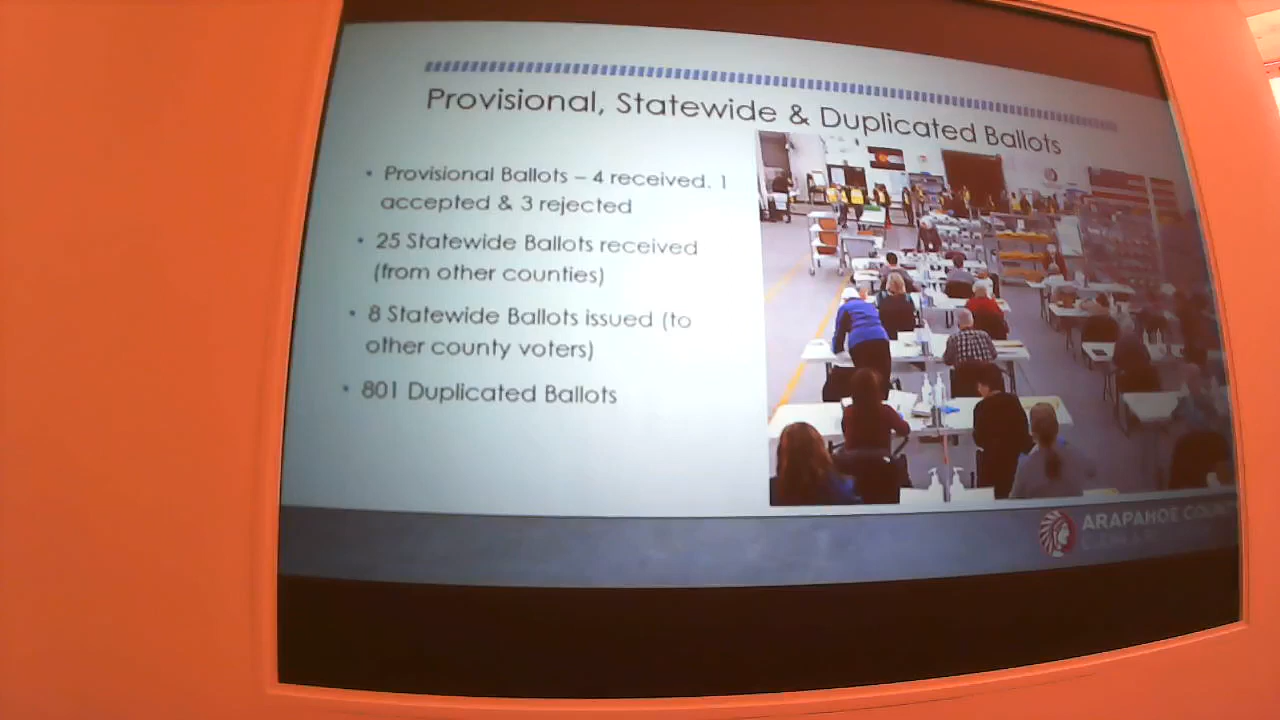 Provisional, Statewide & Duplicated Ballots
• Provisional Ballots – 4 received, 1
accepted & 3 rejected
• 25 Statewide Ballots received
(from other counties)
• 8 Statewide Ballots issued (to
other county voters)
• 801 Duplicated Ballots
ARAPAHOE